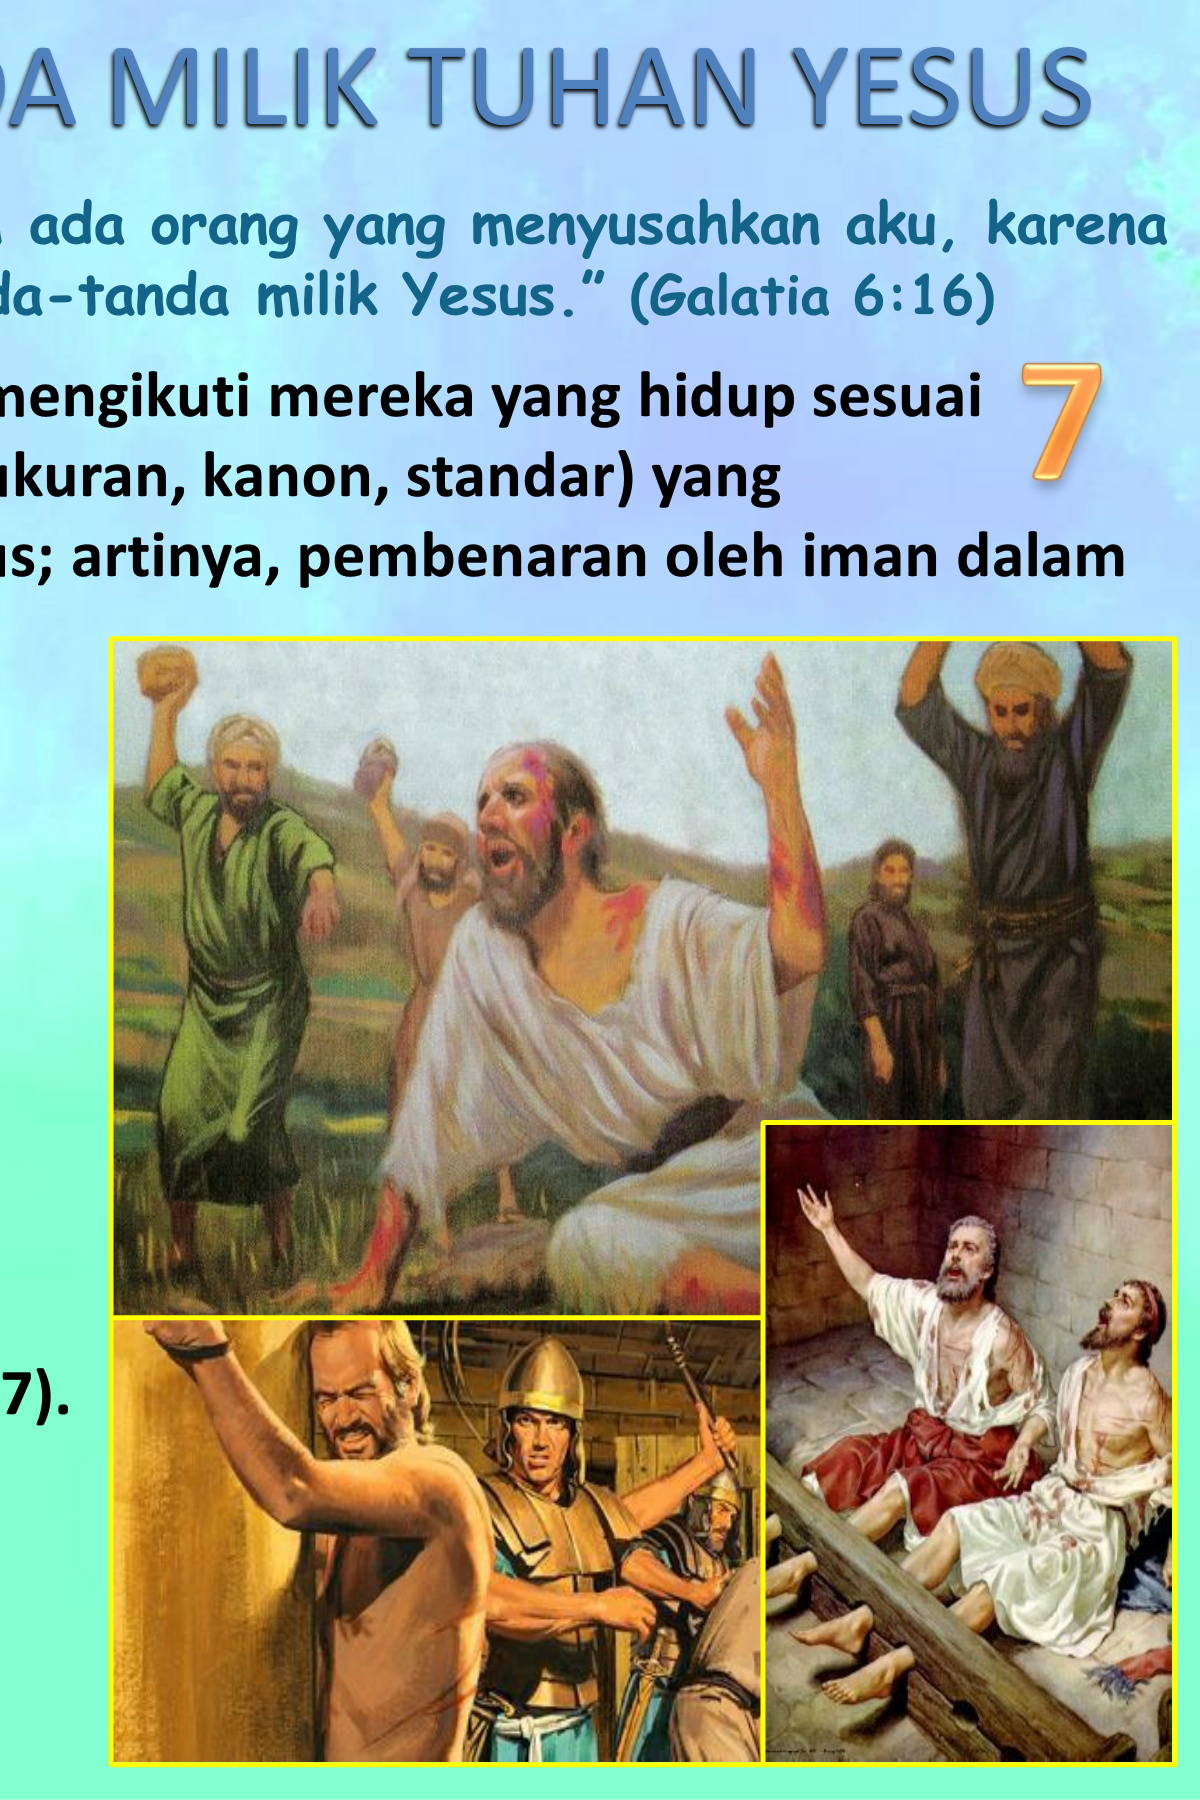 MILIK TUHAN YESUS
ada orang yang menyusahkan aku, karena
da-tanda milik Yesus.” (Galatia 6:16)
mengikuti mereka yang hidup sesuai
7
ukuran, kanon, standar) yang
us; artinya, pembenaran oleh iman dalam
7).